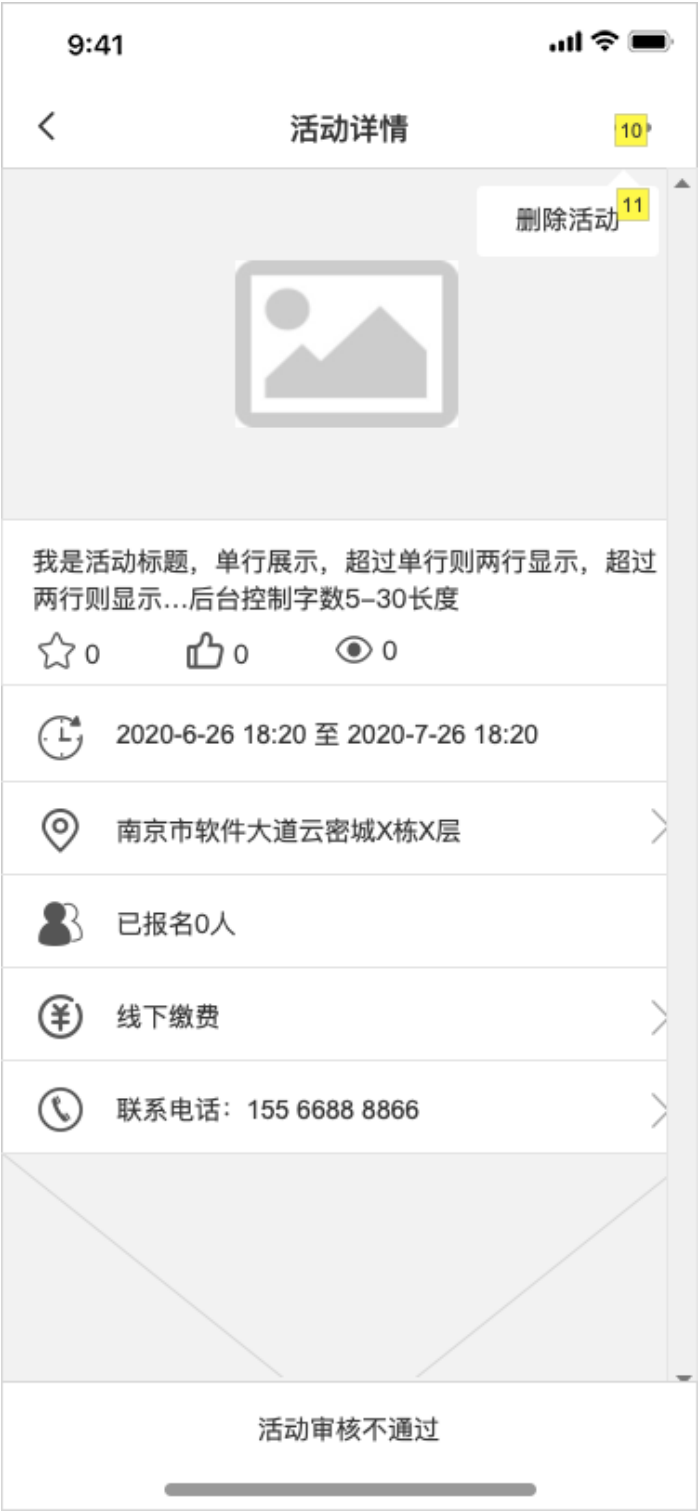 9:41
活动详情
10
删除活动
11
我是活动标题，单行展示，超过单行则两行显示，超过
两行则显示...后台控制字数5–30长度
0
0
0
2020-6-26 18:20 至 2020-7-26 18:20
南京市软件大道云密城X栋X层
已报名0人
线下缴费
联系电话：155 6688 8866
活动审核不通过